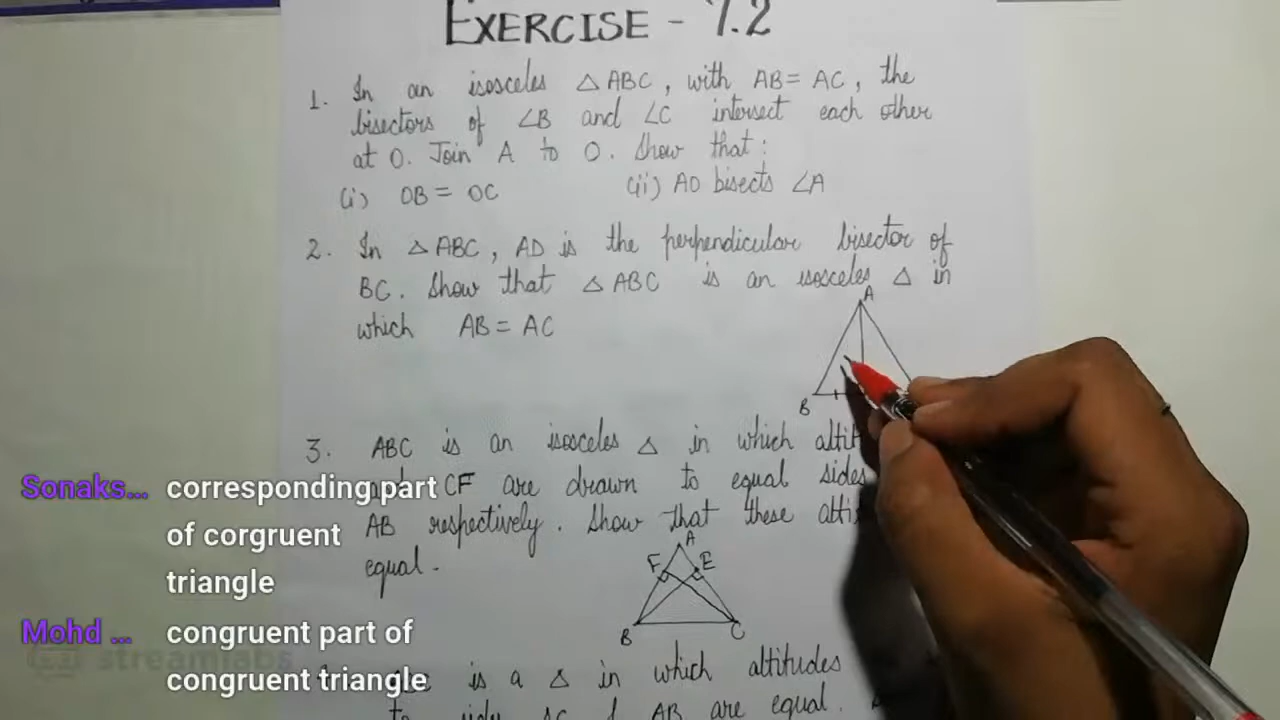 EXERCISE - 7.2
1. In an isosceles △ ABC, with AB = AC, the
bisectors of ∠B and ∠C intersect each other
at O. Join A to O. Show that:
(i) OB = OC (ii) AO bisects ∠A
2. In △ ABC, AD is the perpendicular bisector of
BC. Show that △ ABC is an isosceles △ in
which AB = AC
A
B
3. ABC is an isosceles △ in which
CF are drawn to equal sides
AB respectively. Show that these
equal.
A
F E
B C
is a △ in which altitudes
AC & AB are equal.
Sonaks... corresponding part
of corgruent
triangle
Mohd ... congruent part of
congruent triangle
streamlabs